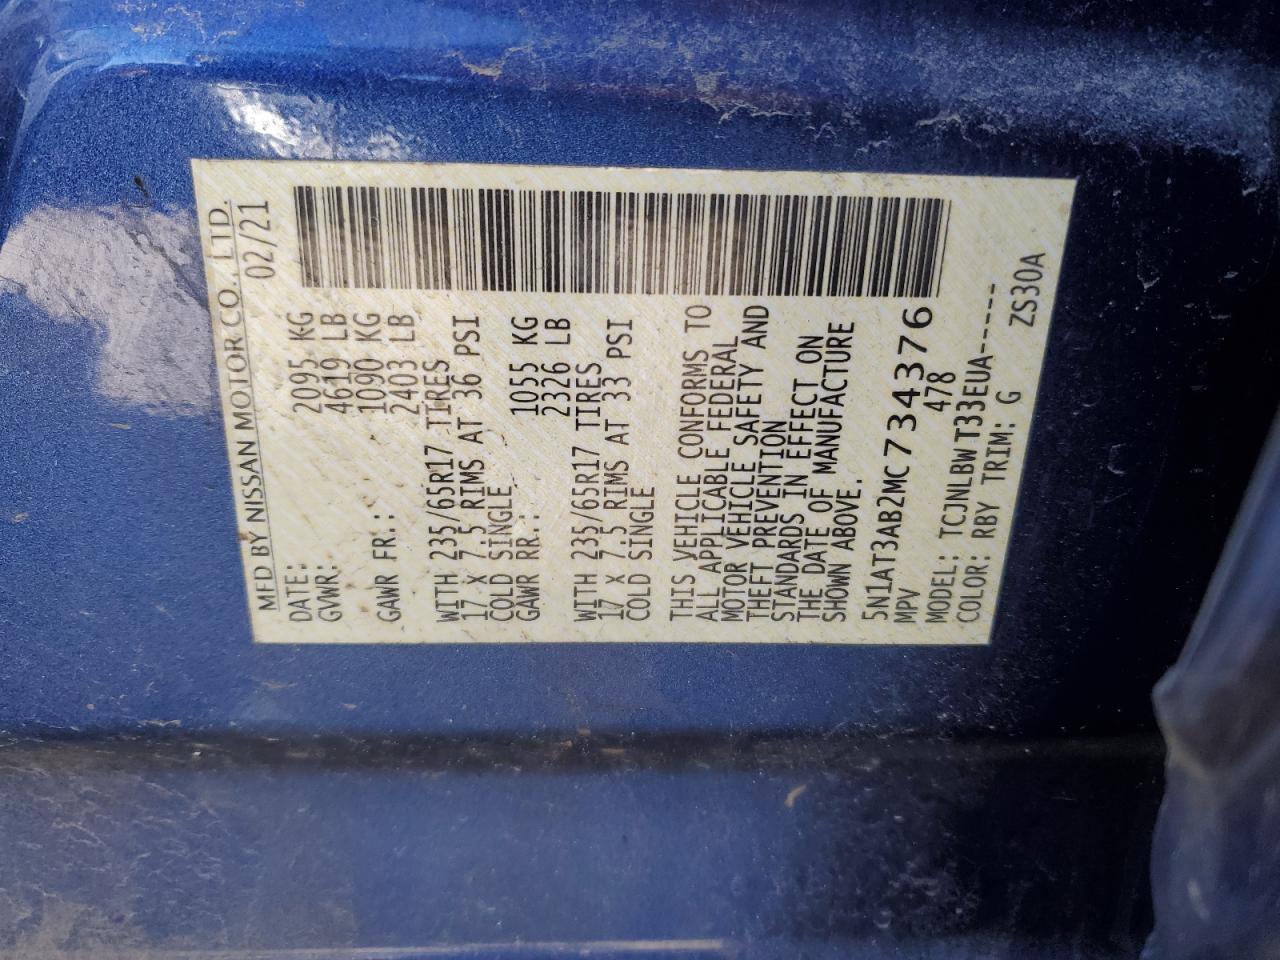 MFD BY NISSAN MOTOR CO., LTD.
DATE: 02/21
GVWR: 2095 KG
4619 LB
GAWR FR.: 1090 KG
2403 LB
WITH 235/65R17 TIRES
17 X 7.5 RIMS AT 36 PSI
COLD SINGLE
GAWR RR.: 1055 KG
2326 LB
WITH 235/65R17 TIRES
17 X 7.5 RIMS AT 33 PSI
COLD SINGLE
THIS VEHICLE CONFORMS TO
ALL APPLICABLE FEDERAL
MOTOR VEHICLE SAFETY AND
THEFT PREVENTION
STANDARDS IN EFFECT ON
THE DATE OF MANUFACTURE
SHOWN ABOVE.
5N1AT3AB2MC734376
MPV 478
MODEL: TCJNLBWT33EUA-----
COLOR: RBY TRIM: G ZS30A